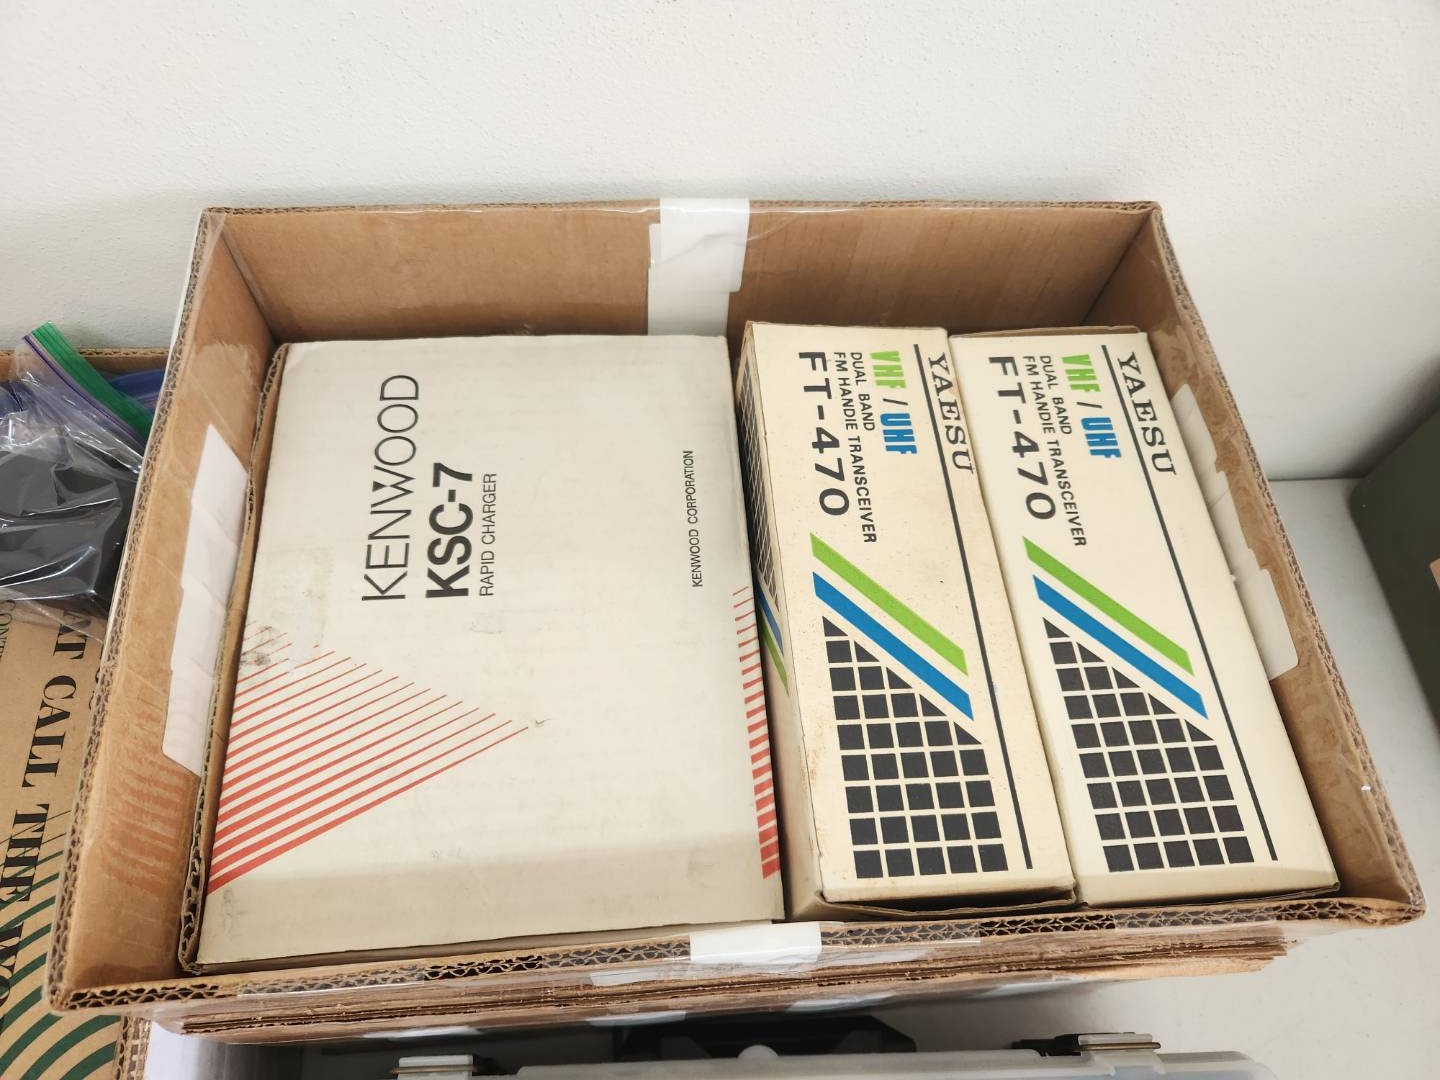 KENWOOD
KSC-7
RAPID CHARGER
KENWOOD CORPORATION
YAESU
VHF / UHF
DUAL BAND
FM HANDIE TRANSCEIVER
FT-470
YAESU
VHF / UHF
DUAL BAND
FM HANDIE TRANSCEIVER
FT-470
CALL THE